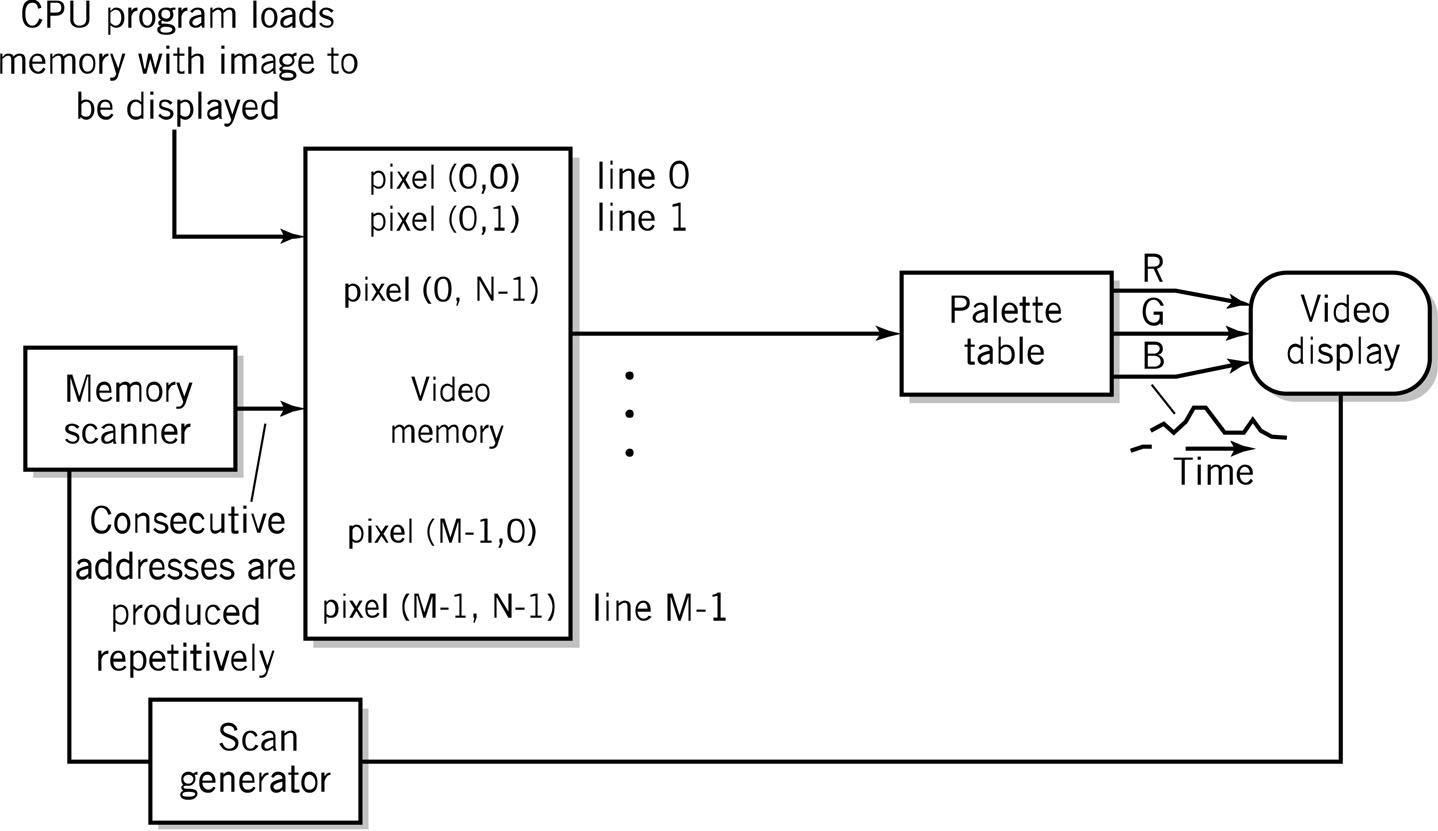 CPU program loads
memory with image to
be displayed
pixel (0,0)
line 0
pixel (0,1)
line 1
pixel (0, N-1)
Video
memory
pixel (M-1,0)
pixel (M-1, N-1)
line M-1
Memory
scanner
Consecutive
addresses are
produced
repetitively
Scan
generator
Palette
table
R
G
B
Time
Video
display